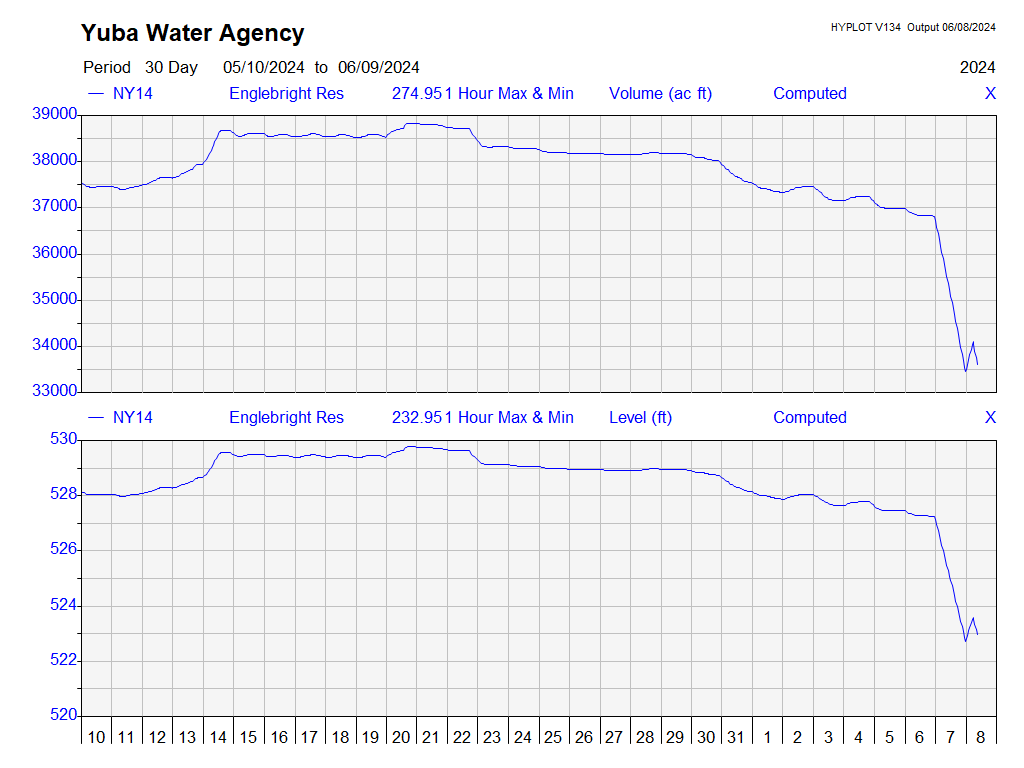 Yuba Water Agency
HYPLOT V134 Output 06/08/2024
Period 30 Day 05/10/2024 to 06/09/2024
2024
NY14 Englebright Res 274.951 Hour Max & Min Volume (ac ft) Computed X
39000
38000
37000
36000
35000
34000
33000
NY14 Englebright Res 232.951 Hour Max & Min Level (ft) Computed X
530
528
526
524
522
520
10 11 12 13 14 15 16 17 18 19 20 21 22 23 24 25 26 27 28 29 30 31 1 2 3 4 5 6 7 8